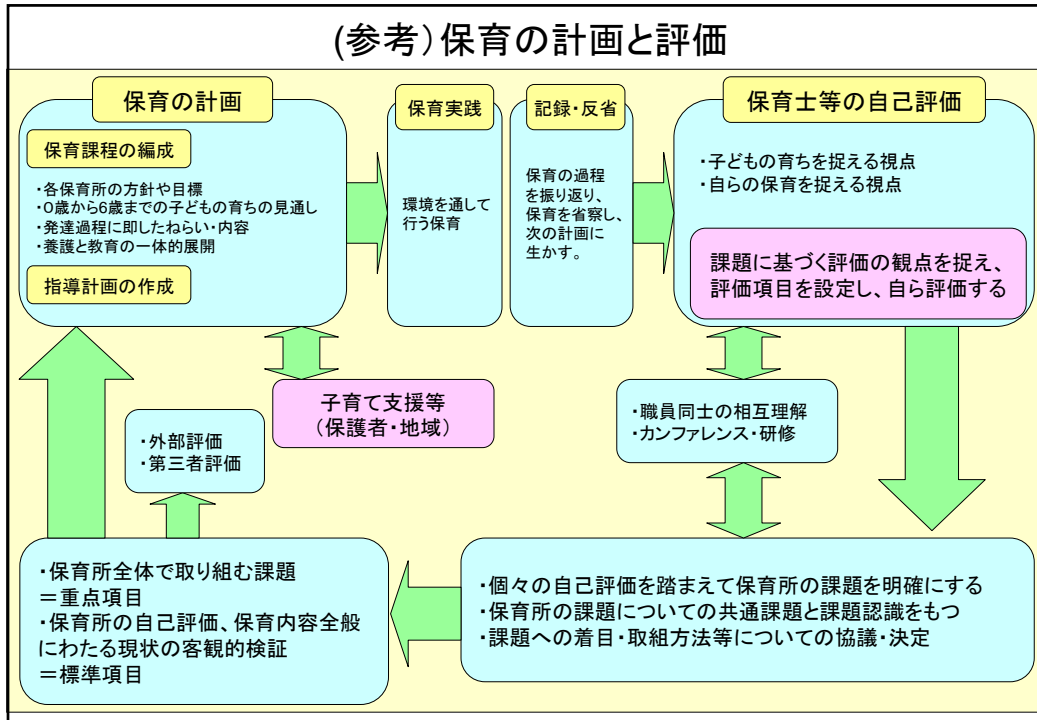 (参考)保育の計画と評価
保育の計画
保育課程の編成
・各保育所の方針や目標
・0歳から6歳までの子どもの育ちの見通し
・発達過程に即したねらい・内容
・養護と教育の一体的展開
指導計画の作成
保育実践
環境を通して
行う保育
記録・反省
保育の過程
を振り返り、
保育を省察し、
次の計画に
生かす。
保育士等の自己評価
・子どもの育ちを捉える視点
・自らの保育を捉える視点
課題に基づく評価の観点を捉え、
評価項目を設定し、自ら評価する
子育て支援等
(保護者・地域)
・外部評価
・第三者評価
・職員同士の相互理解
・カンファレンス・研修
・保育所全体で取り組む課題
＝重点項目
・保育所の自己評価、保育内容全般
にわたる現状の客観的検証
＝標準項目
・個々の自己評価を踏まえて保育所の課題を明確にする
・保育所の課題についての共通課題と課題認識をもつ
・課題への着目・取組方法等についての協議・決定